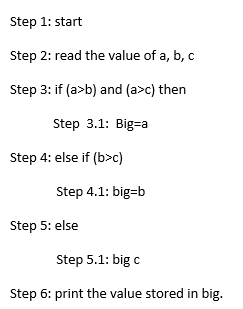 Step 1: start
Step 2: read the value of a, b, c
Step 3: if (a>b) and (a>c) then
Step 3.1: Big=a
Step 4: else if (b>c)
Step 4.1: big=b
Step 5: else
Step 5.1: big c
Step 6: print the value stored in big.